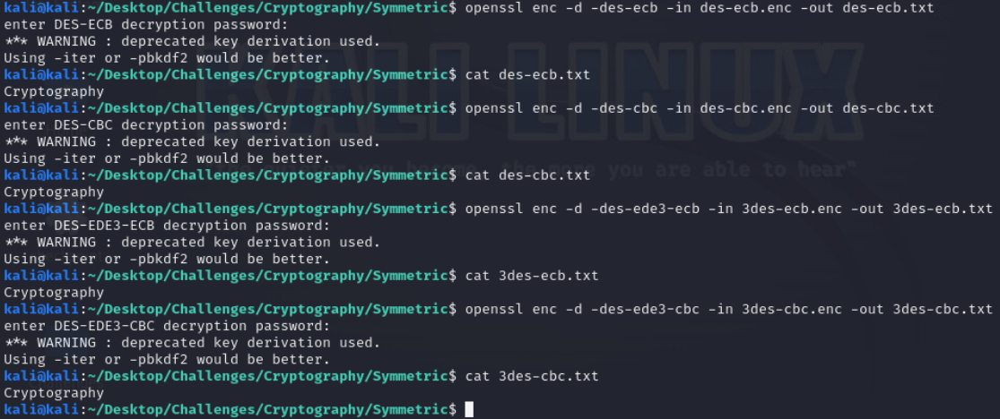 kali@kali:~/Desktop/Challenges/Cryptography/Symmetric$ openssl enc -d -des-ecb -in des-ecb.enc -out des-ecb.txt
enter DES-ECB decryption password:
*** WARNING : deprecated key derivation used.
Using -iter or -pbkdf2 would be better.
kali@kali:~/Desktop/Challenges/Cryptography/Symmetric$ cat des-ecb.txt
Cryptography
kali@kali:~/Desktop/Challenges/Cryptography/Symmetric$ openssl enc -d -des-cbc -in des-cbc.enc -out des-cbc.txt
enter DES-CBC decryption password:
*** WARNING : deprecated key derivation used.
Using -iter or -pbkdf2 would be better.
kali@kali:~/Desktop/Challenges/Cryptography/Symmetric$ cat des-cbc.txt
Cryptography
kali@kali:~/Desktop/Challenges/Cryptography/Symmetric$ openssl enc -d -des-ede3-ecb -in 3des-ecb.enc -out 3des-ecb.txt
enter DES-EDE3-ECB decryption password:
*** WARNING : deprecated key derivation used.
Using -iter or -pbkdf2 would be better.
kali@kali:~/Desktop/Challenges/Cryptography/Symmetric$ cat 3des-ecb.txt
Cryptography
kali@kali:~/Desktop/Challenges/Cryptography/Symmetric$ openssl enc -d -des-ede3-cbc -in 3des-cbc.enc -out 3des-cbc.txt
enter DES-EDE3-CBC decryption password:
*** WARNING : deprecated key derivation used.
Using -iter or -pbkdf2 would be better.
kali@kali:~/Desktop/Challenges/Cryptography/Symmetric$ cat 3des-cbc.txt
Cryptography
kali@kali:~/Desktop/Challenges/Cryptography/Symmetric$
KALI LINUX
you are able to hear"